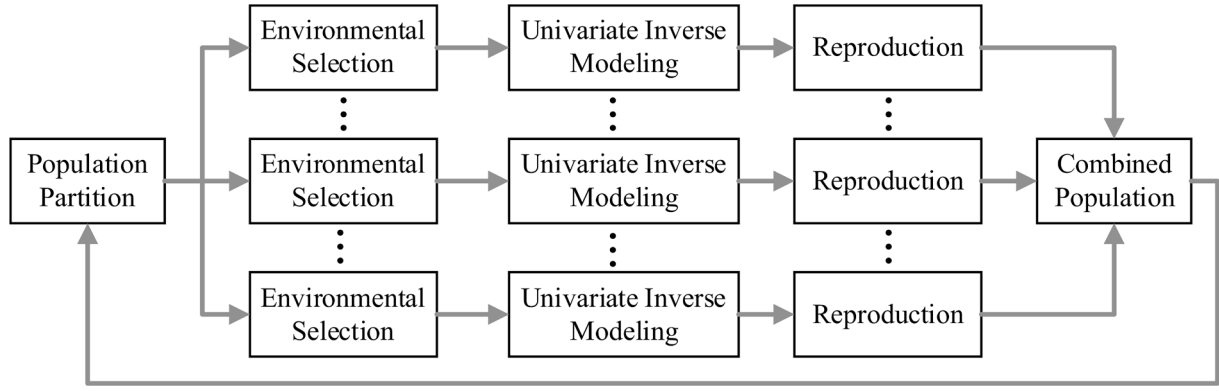 Environmental
Selection
Univariate Inverse
Modeling
Reproduction
Population
Partition
Environmental
Selection
Univariate Inverse
Modeling
Reproduction
Combined
Population
Environmental
Selection
Univariate Inverse
Modeling
Reproduction